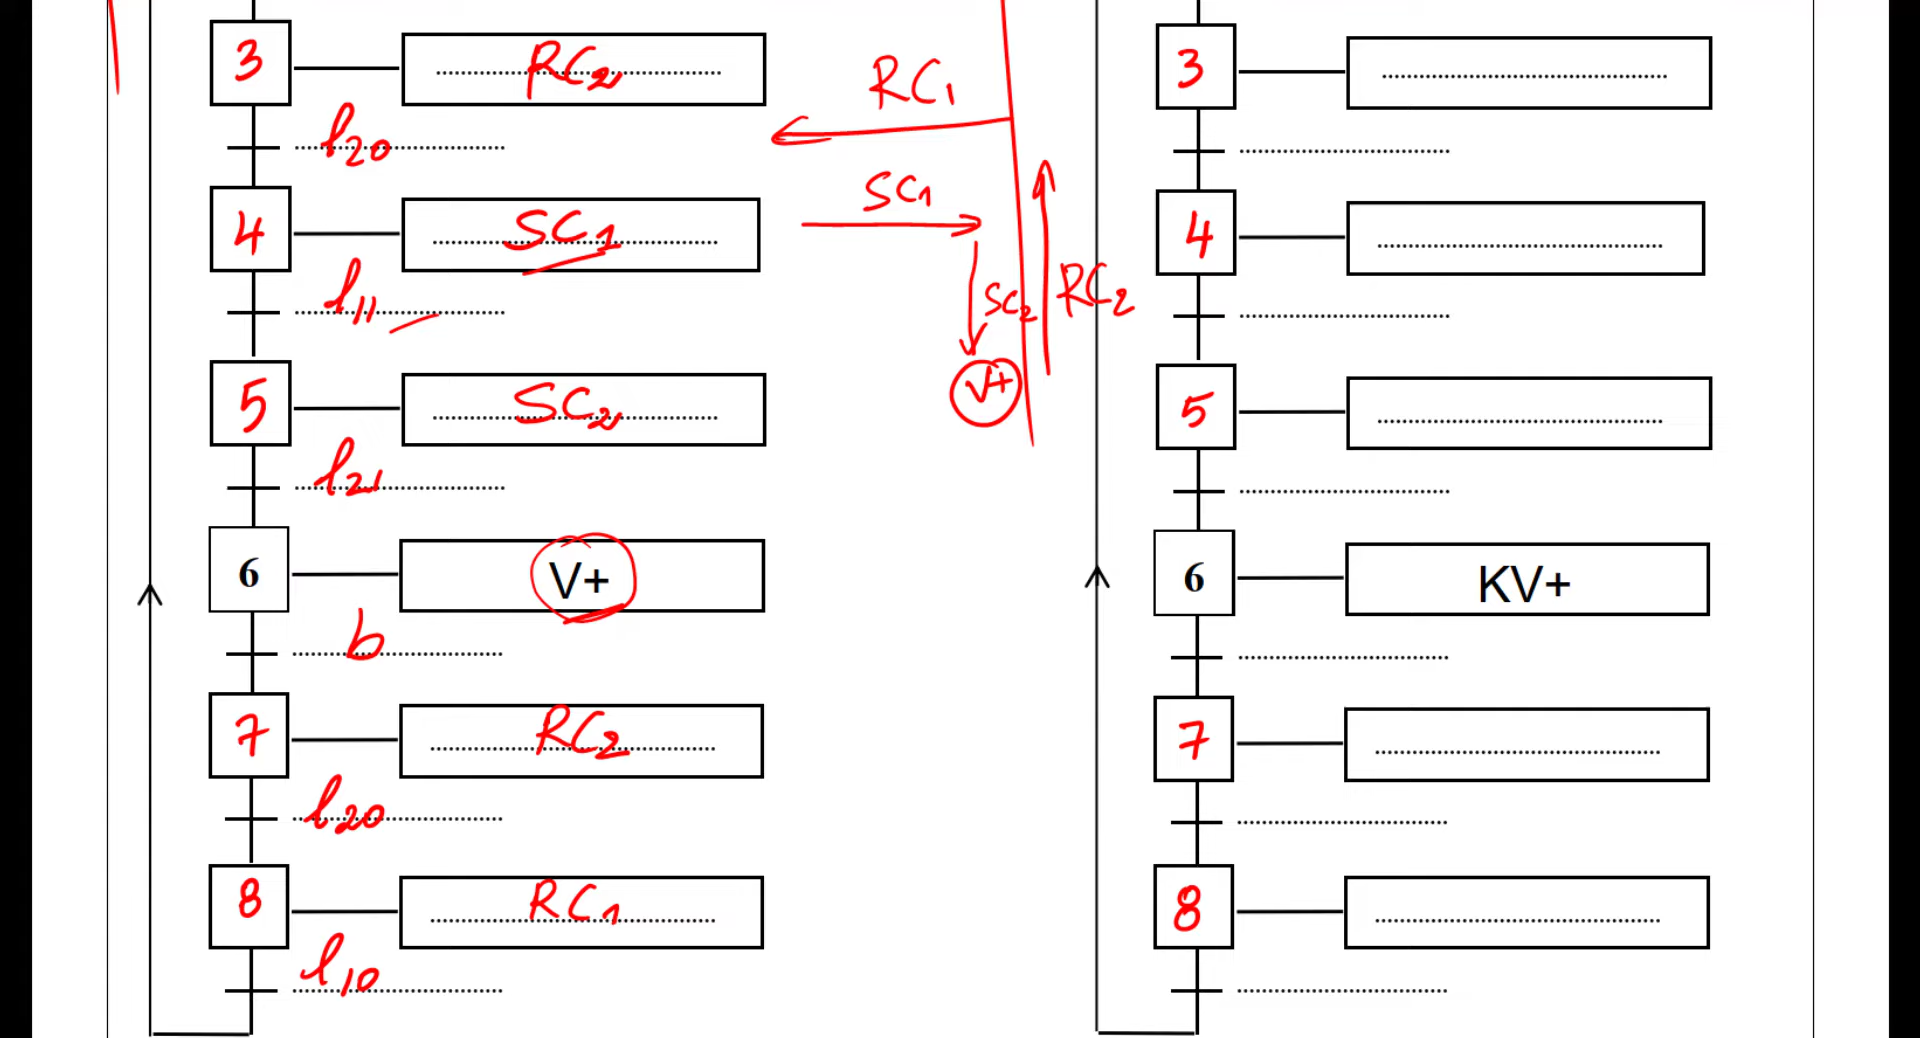 3 RC2
l20
4 SC1
l11
5 SC2
l21
6 V+
b
7 RC2
l20
8 RC1
l10
RC1
SC1
SC2
RC2
V+
3
4
5
6 KV+
7
8